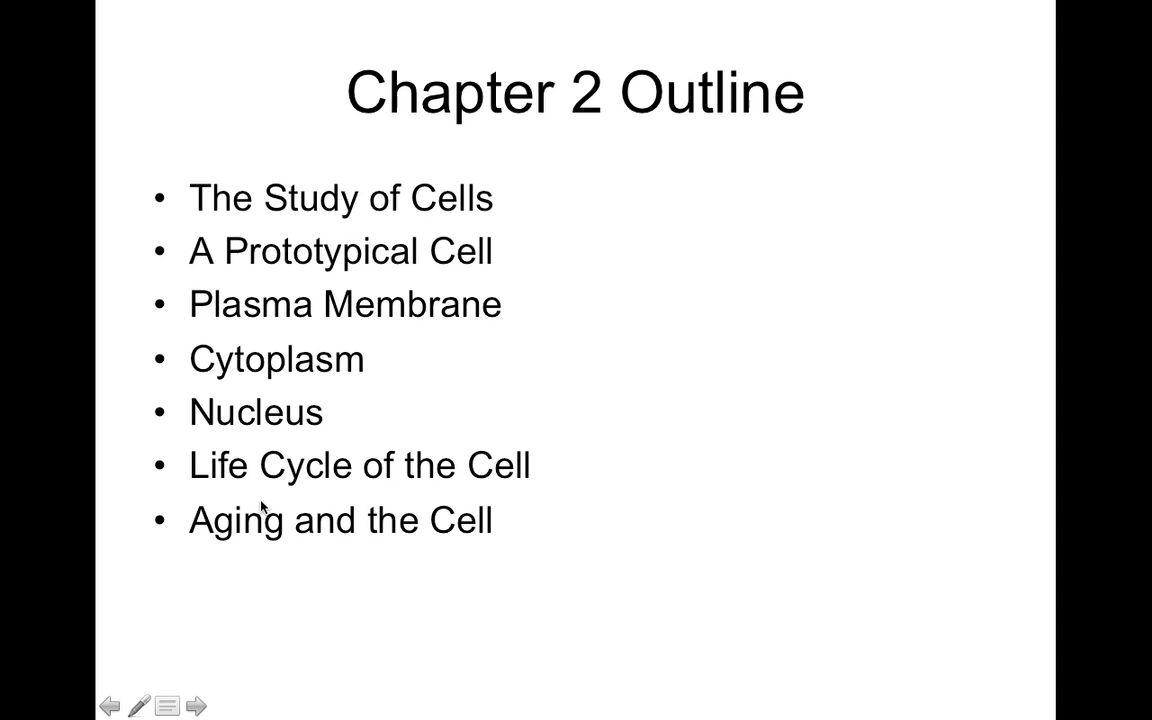 Chapter 2 Outline
• The Study of Cells
• A Prototypical Cell
• Plasma Membrane
• Cytoplasm
• Nucleus
• Life Cycle of the Cell
• Aging and the Cell